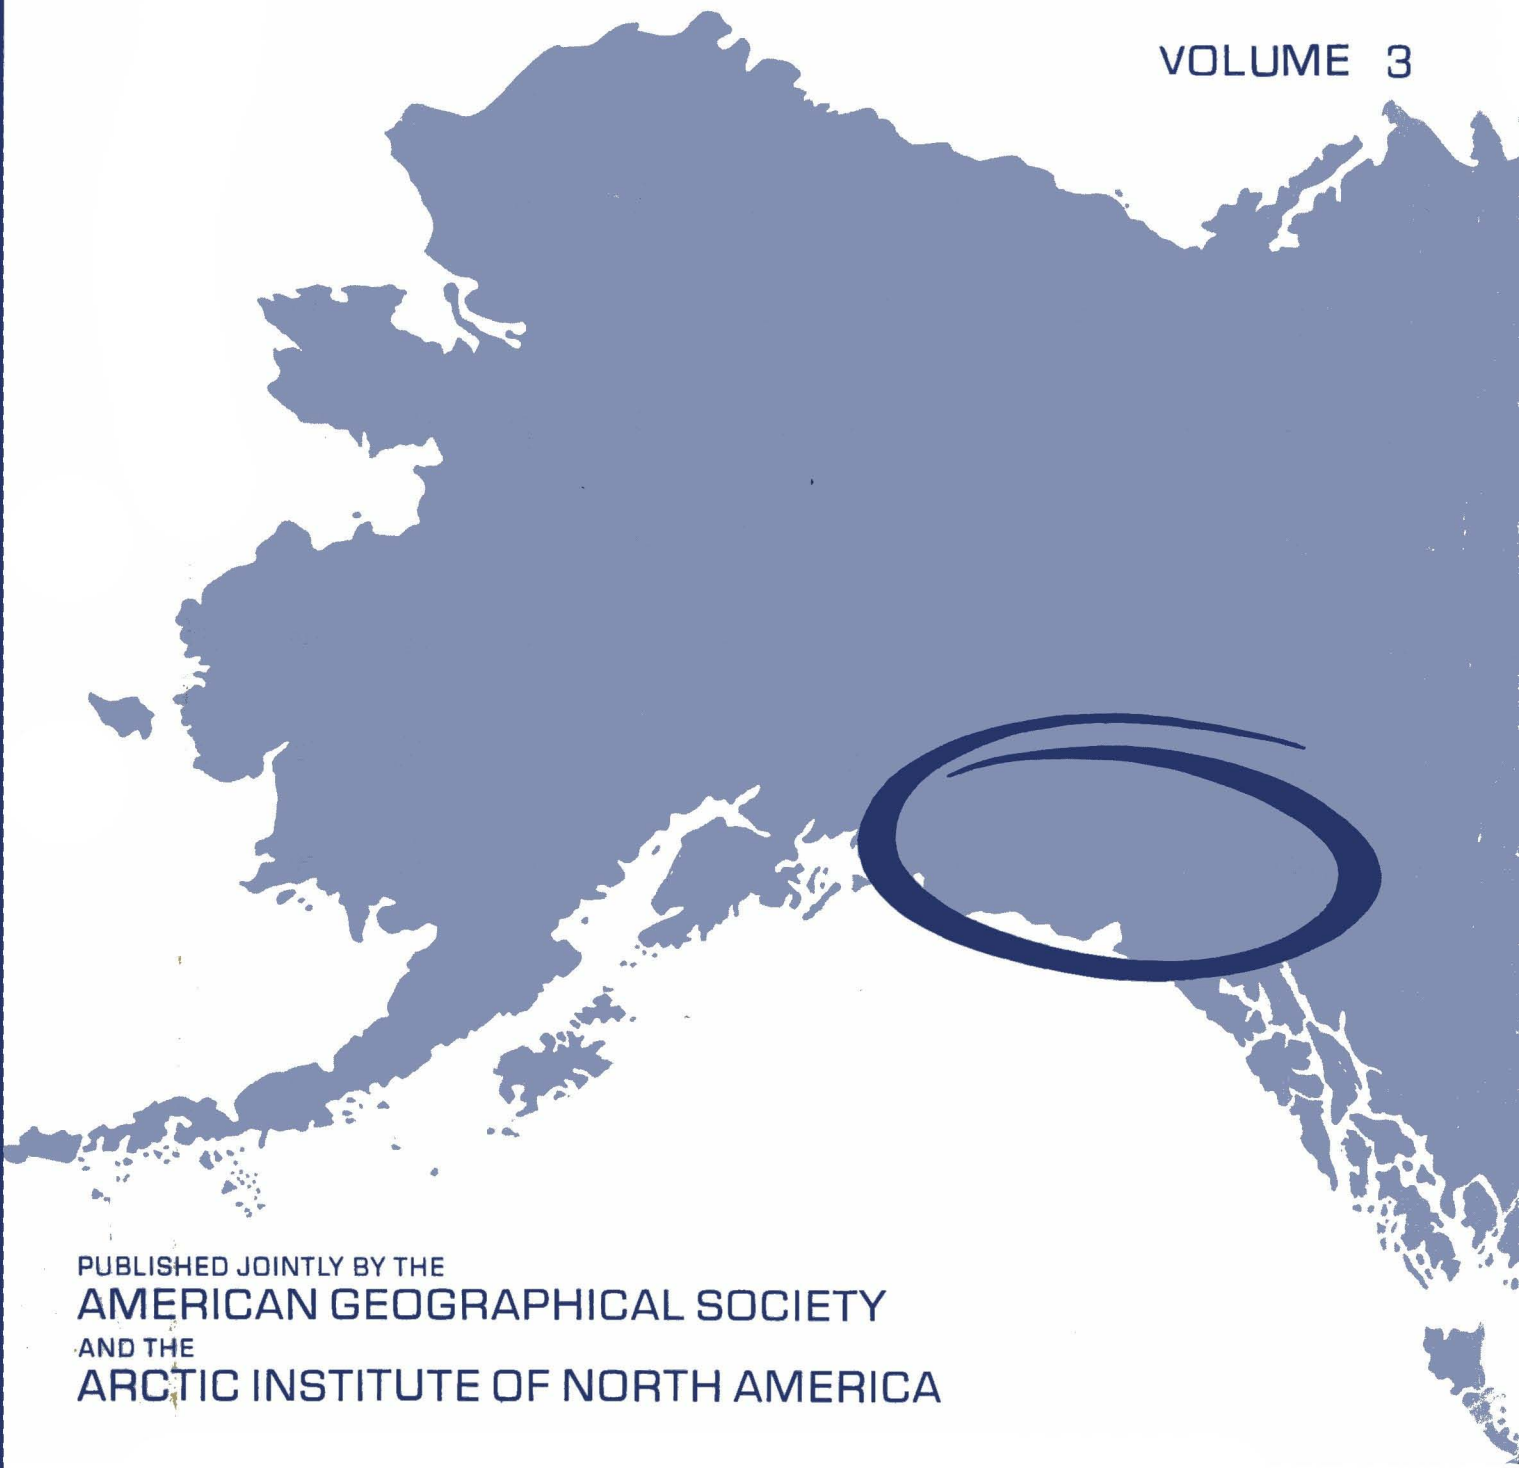 VOLUME 3
PUBLISHED JOINTLY BY THE
AMERICAN GEOGRAPHICAL SOCIETY
AND THE
ARCTIC INSTITUTE OF NORTH AMERICA